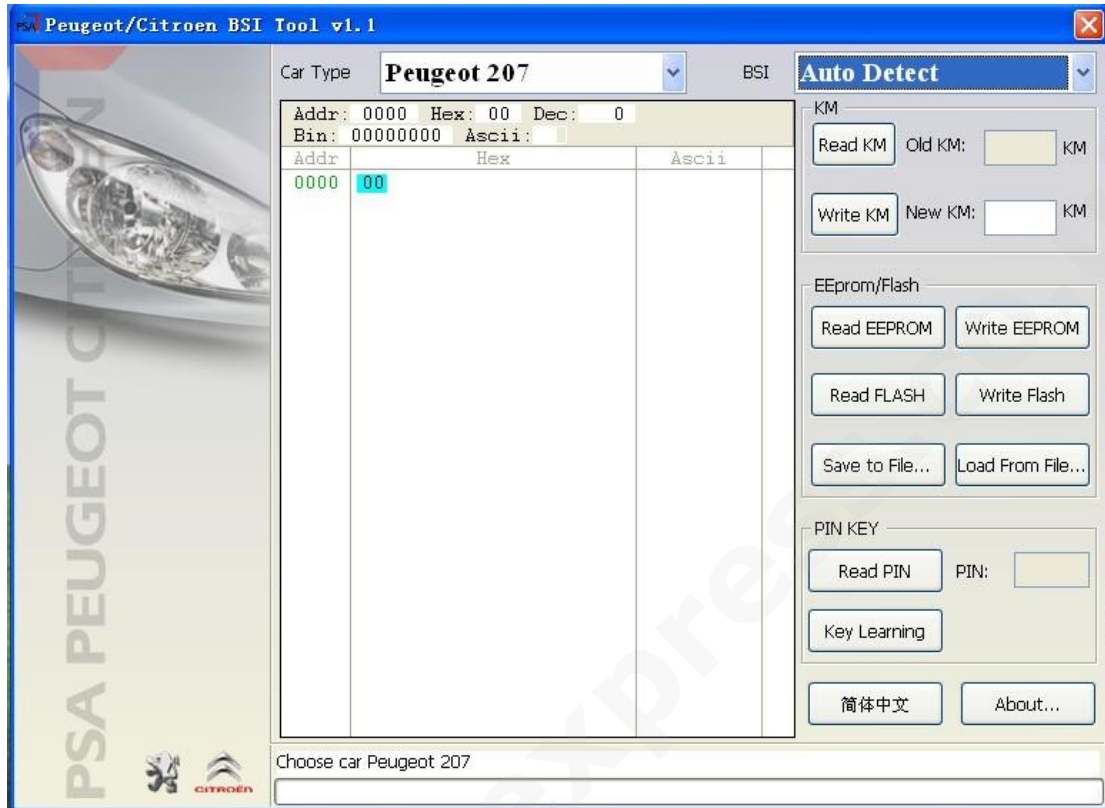 PSA Peugeot/Citroen BSI Tool v1.1
Car Type Peugeot 207 BSI Auto Detect
Addr: 0000 Hex: 00 Dec: 0
Bin: 00000000 Ascii:
Addr Hex Ascii
0000 00
KM
Read KM Old KM: KM
Write KM New KM: KM
EEprom/Flash
Read EEPROM Write EEPROM
Read FLASH Write Flash
Save to File... Load From File...
PIN KEY
Read PIN PIN:
Key Learning
简体中文 About...
PSA PEUGEOT CITROEN
CITROËN
Choose car Peugeot 207